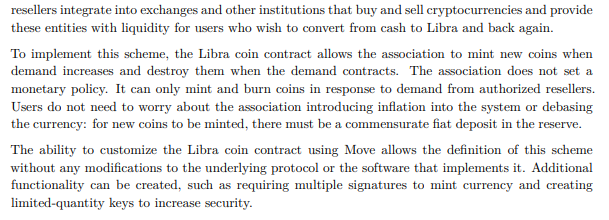 resellers integrate into exchanges and other institutions that buy and sell cryptocurrencies and provide
these entities with liquidity for users who wish to convert from cash to Libra and back again.
To implement this scheme, the Libra coin contract allows the association to mint new coins when
demand increases and destroy them when the demand contracts. The association does not set a
monetary policy. It can only mint and burn coins in response to demand from authorized resellers.
Users do not need to worry about the association introducing inflation into the system or debasing
the currency: for new coins to be minted, there must be a commensurate fiat deposit in the reserve.
The ability to customize the Libra coin contract using Move allows the definition of this scheme
without any modifications to the underlying protocol or the software that implements it. Additional
functionality can be created, such as requiring multiple signatures to mint currency and creating
limited-quantity keys to increase security.